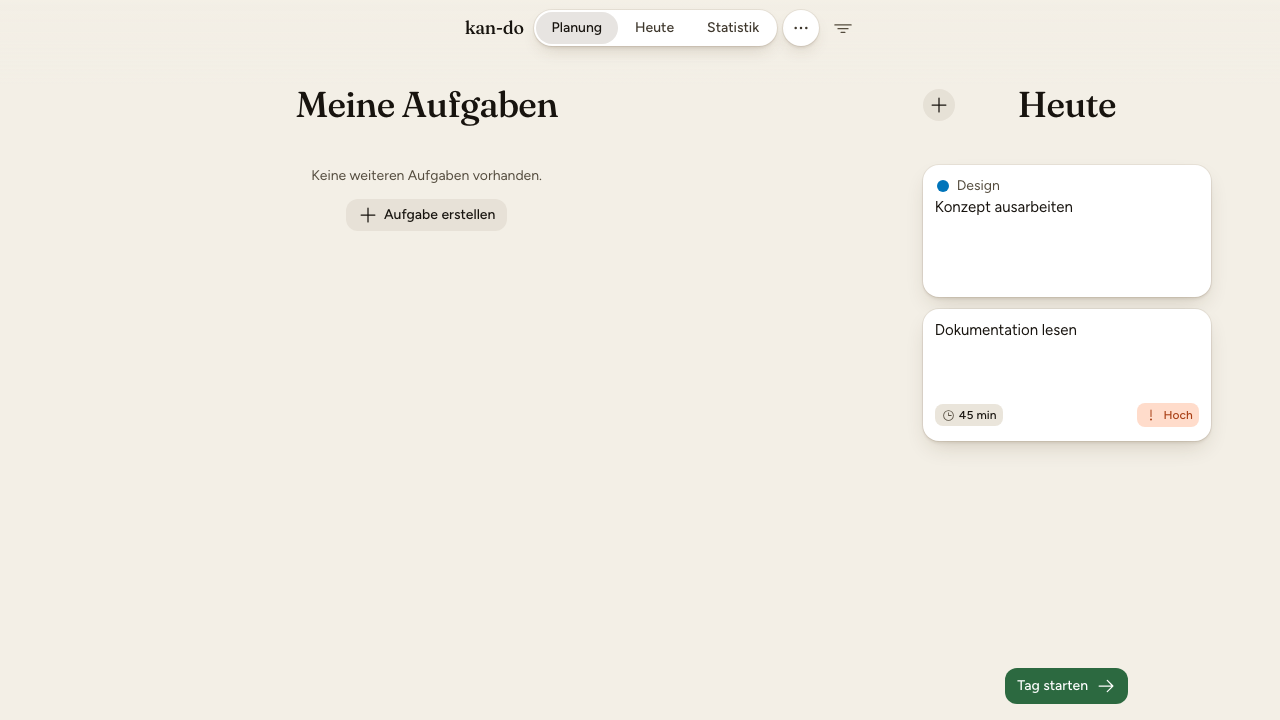 kan-do
Planung
Heute
Statistik
Meine Aufgaben
Keine weiteren Aufgaben vorhanden.
Aufgabe erstellen
Heute
Design
Konzept ausarbeiten
Dokumentation lesen
45 min
Hoch
Tag starten